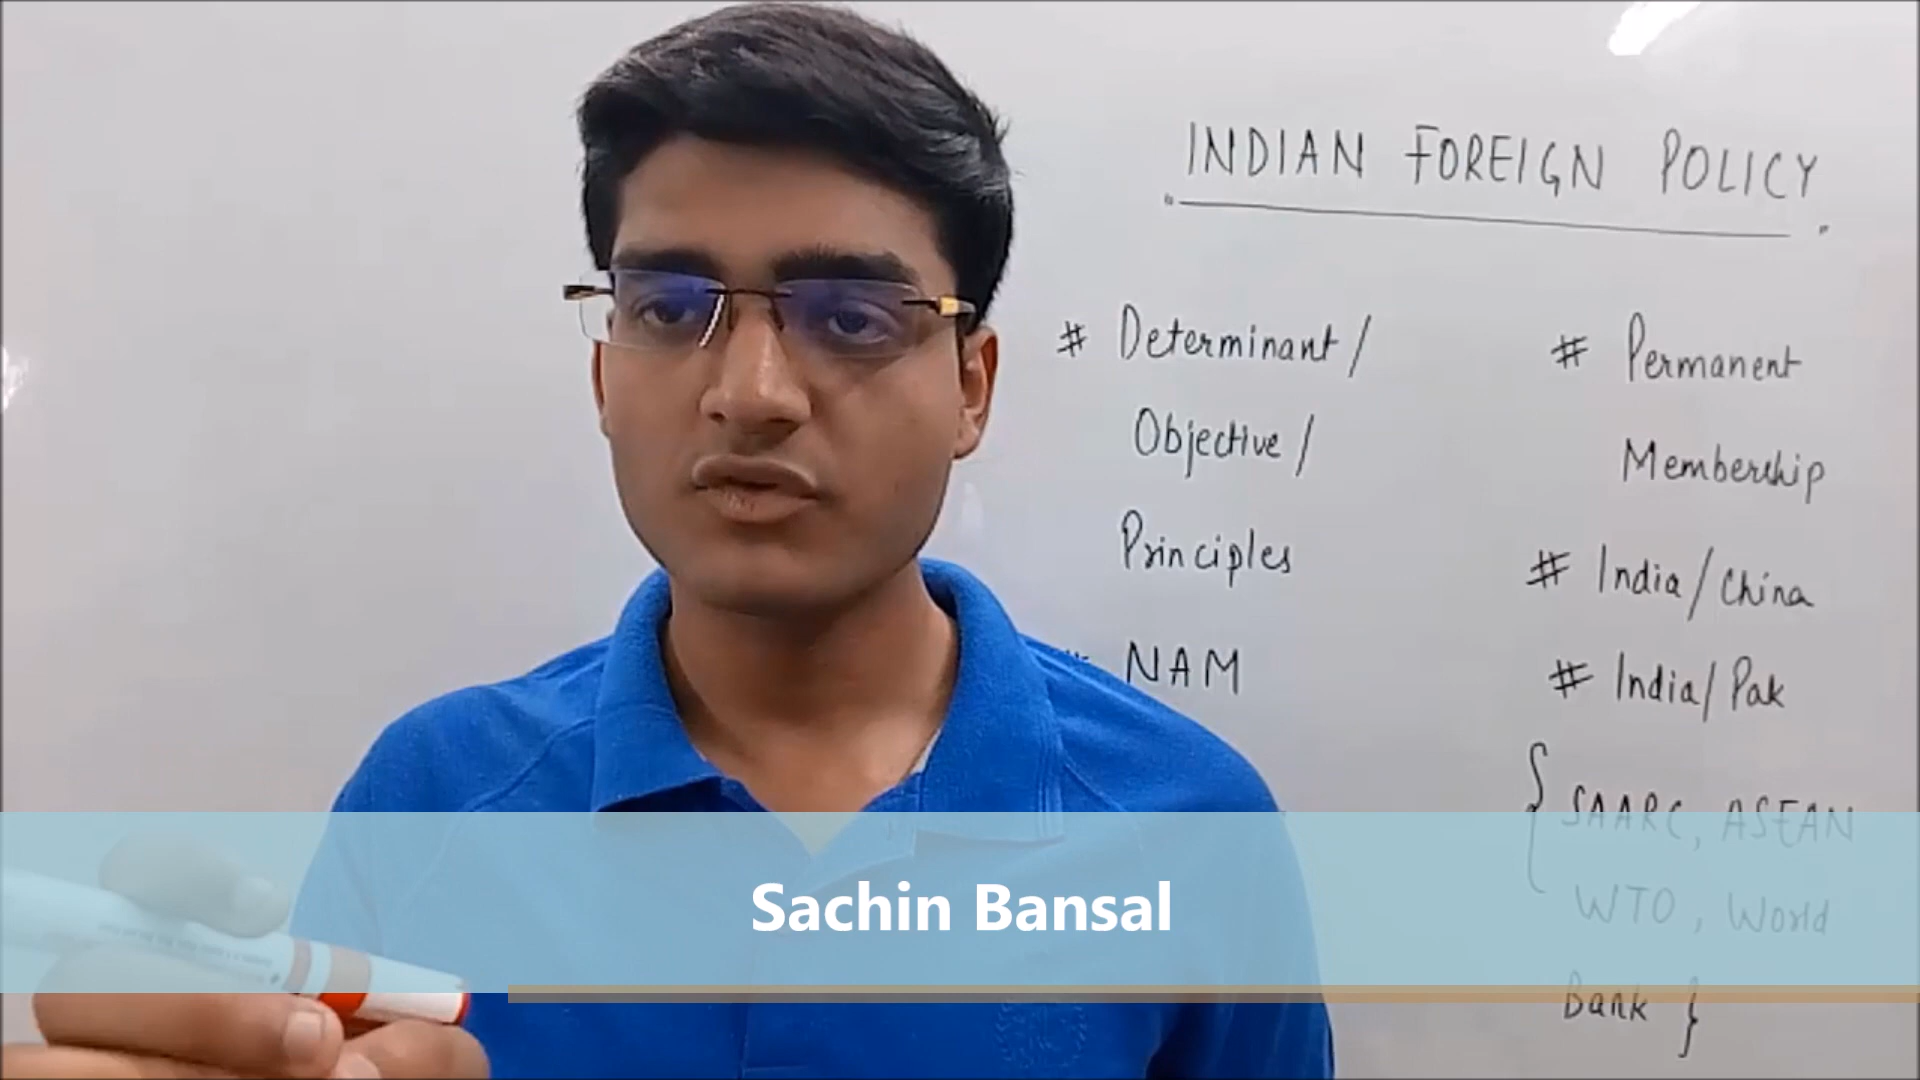 INDIAN FOREIGN POLICY
# Determinant /
Objective /
Principles
# NAM
# Permanent
Membership
# India / China
# India / Pak
{ SAARC, ASEAN
WTO, World
Bank }
Sachin Bansal